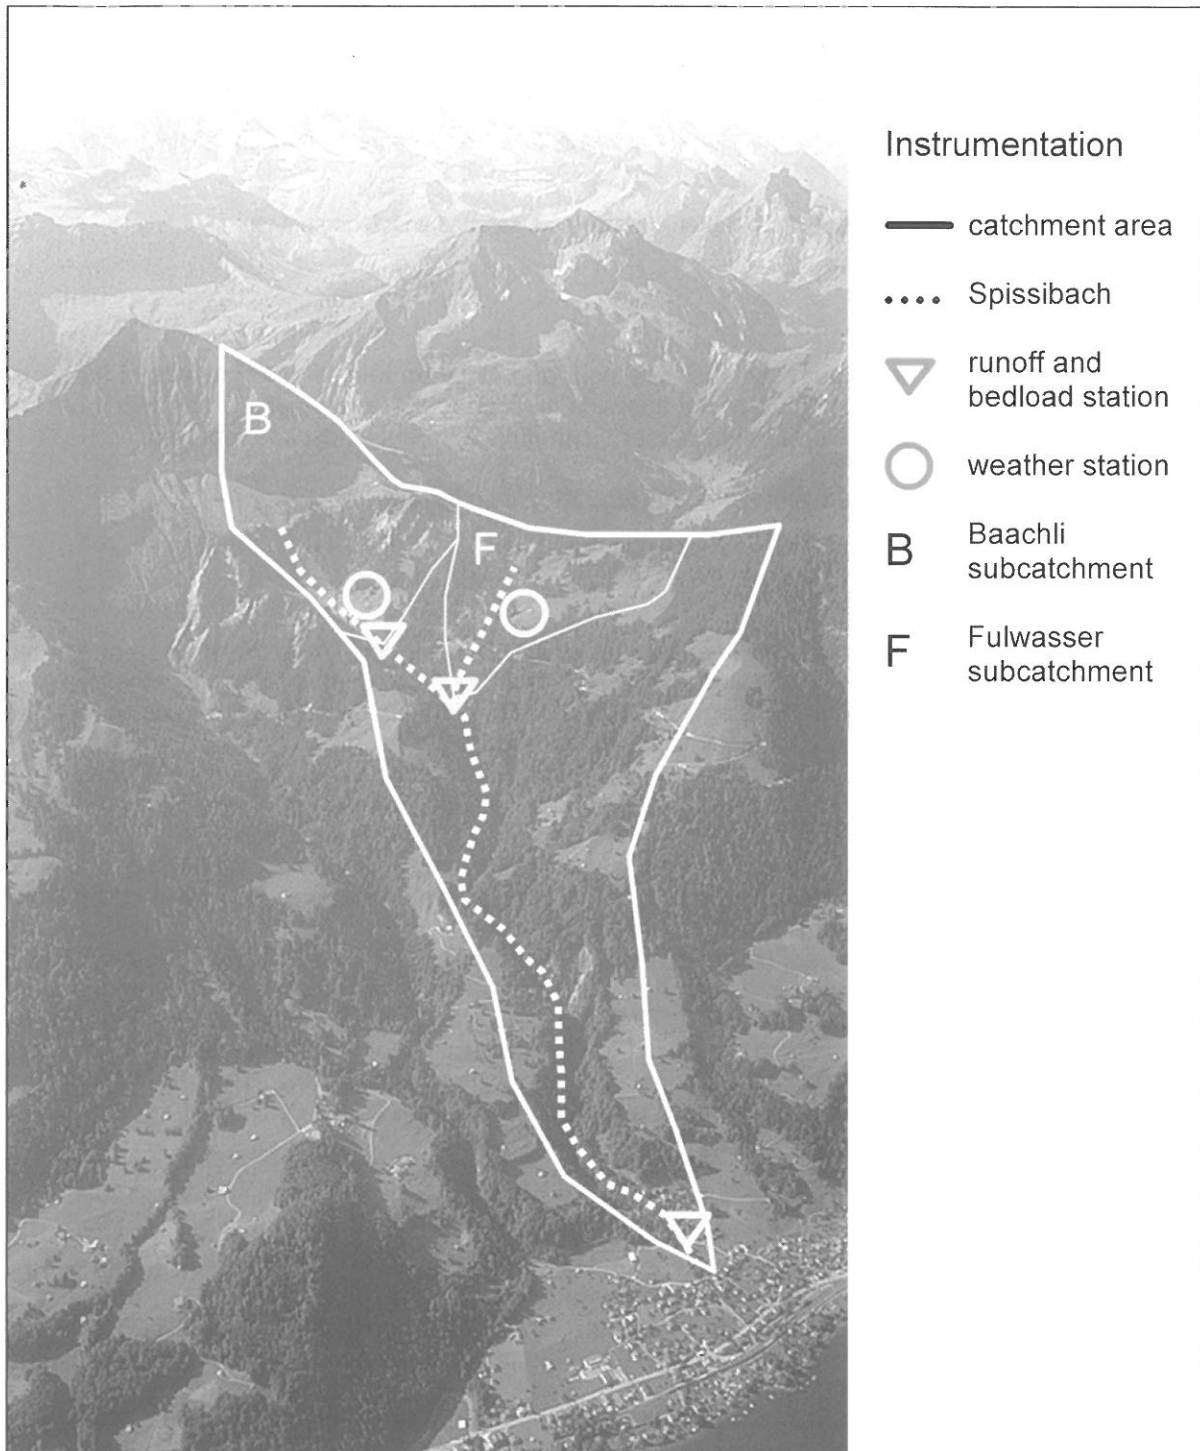 Instrumentation
catchment area
Spissibach
runoff and
bedload station
weather station
B
Baachli
subcatchment
F
Fulwasser
subcatchment
B
F